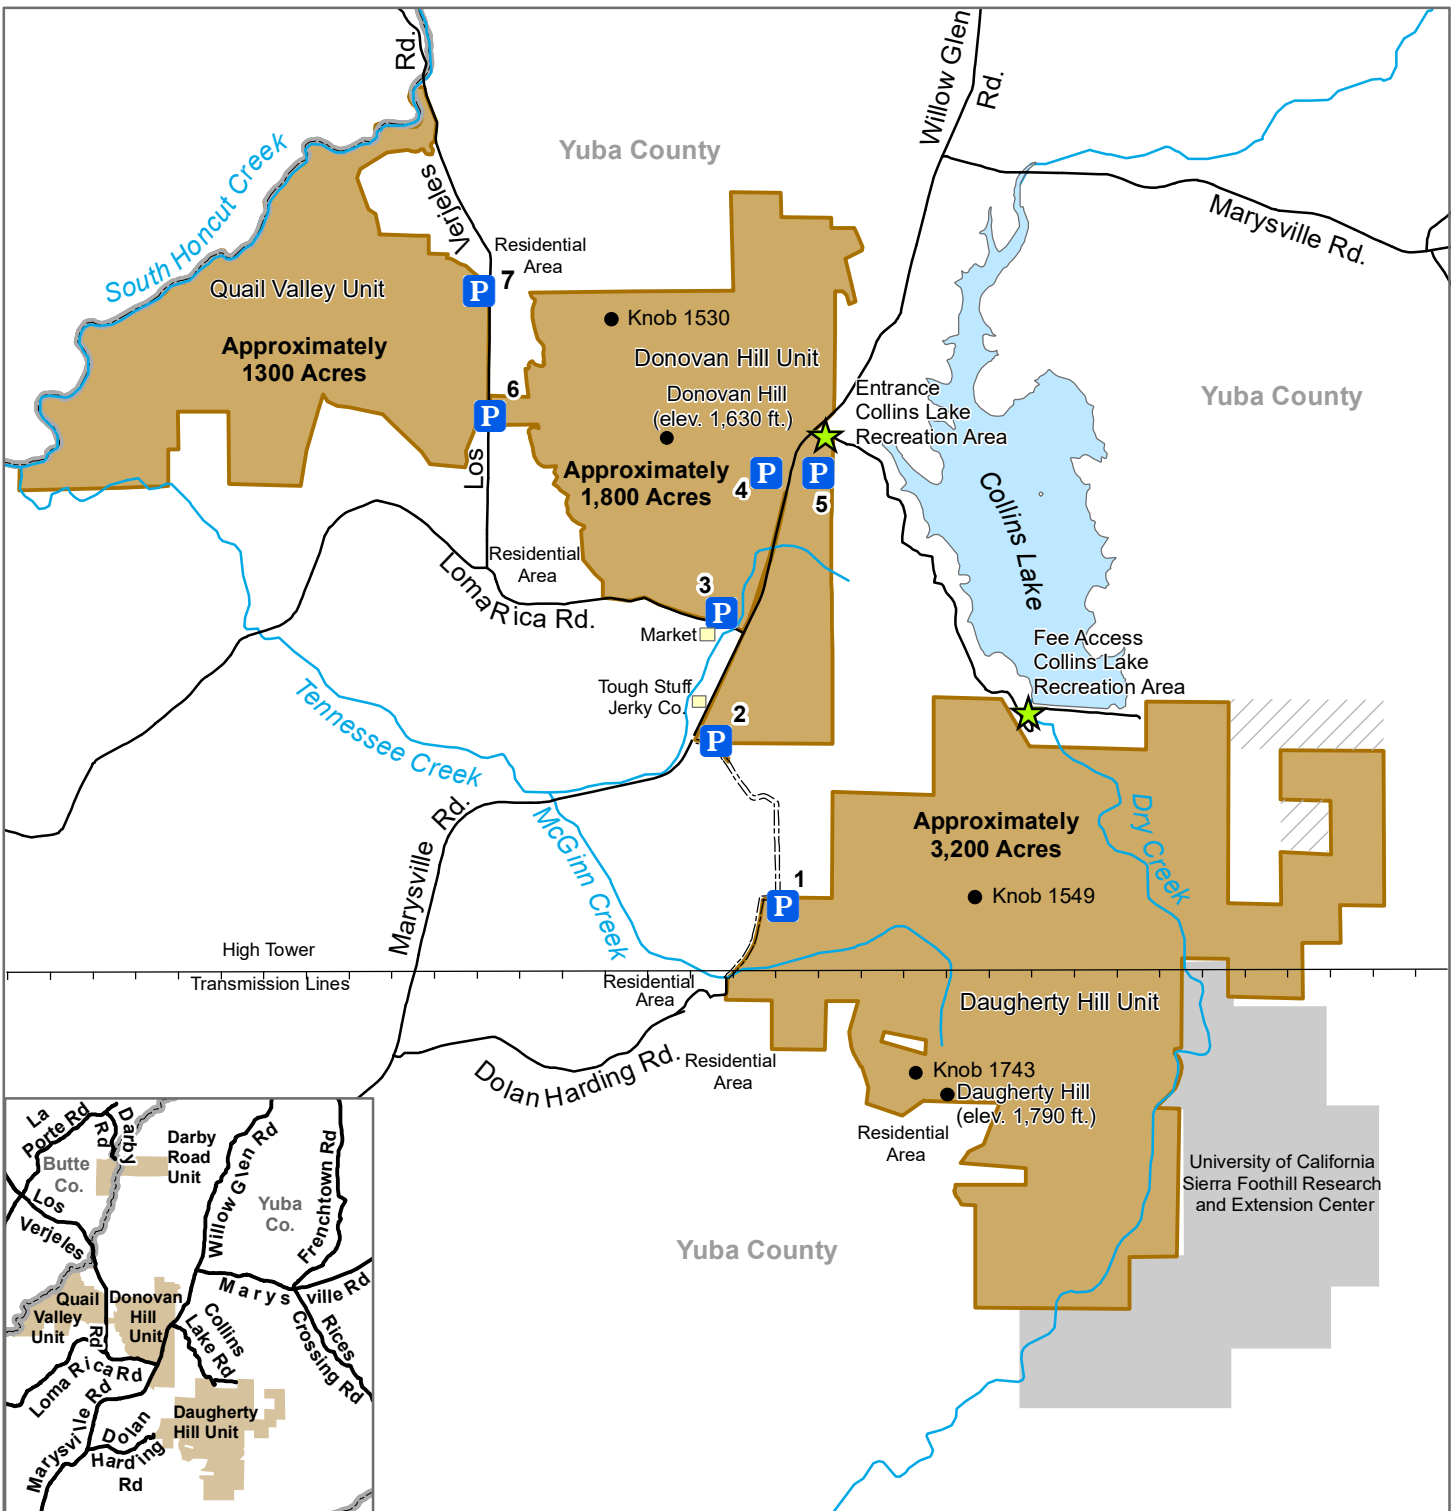 Rd.
Willow Glen
Rd.
Yuba County
South Honcut Creek
Verjeles
Marysville Rd.
Residential
Area
7
P
Quail Valley Unit
Approximately
1300 Acres
Knob 1530
Donovan Hill Unit
Donovan Hill
(elev. 1,630 ft.)
Entrance
Collins Lake
Recreation Area
Yuba County
6
P
Los
Approximately
1,800 Acres
4
P
P
5
Collins Lake
Residential
Area
Loma Rica Rd.
3
P
Market
Fee Access
Collins Lake
Recreation Area
Tough Stuff
Jerky Co.
2
P
Tennessee Creek
Marysville Rd.
McGinn Creek
Approximately
3,200 Acres
Dry Creek
1
P
Knob 1549
High Tower
Transmission Lines
Residential
Area
Daugherty Hill Unit
Dolan Harding Rd.
Residential
Area
Knob 1743
Daugherty Hill
(elev. 1,790 ft.)
Residential
Area
University of California
Sierra Foothill Research
and Extension Center
Yuba County
La
Porte Rd
Darby
Rd
Darby
Road
Unit
Butte
Co.
Los
Verjeles
Rd
Willow Glen Rd
Yuba
Co.
Frenchtown Rd
Marysville Rd
Quail
Valley
Unit
Donovan
Hill
Unit
Collins
Lake Rd
Rices
Crossing Rd
Loma Rica Rd
Marysville Rd
Dolan
Harding
Rd
Daugherty
Hill Unit